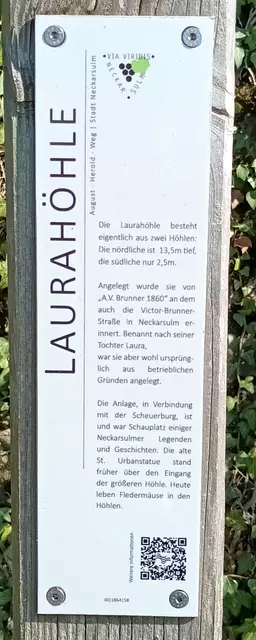 VIA VIRIDIS
NECKARSULM
LAURAHÖHLE
August - Herold - Weg | Stadt Neckarsulm
Die Laurahöhle besteht
eigentlich aus zwei Höhlen:
Die nördliche ist 13,5m tief,
die südliche nur 2,5m.
Angelegt wurde sie von
„A.V. Brunner 1860“ an dem
auch die Victor-Brunner-
Straße in Neckarsulm er-
innert. Benannt nach seiner
Tochter Laura,
war sie aber wohl ursprüng-
lich aus betrieblichen
Gründen angelegt.
Die Anlage, in Verbindung
mit der Scheuerburg, ist
und war Schauplatz einiger
Neckarsulmer Legenden
und Geschichten. Die alte
St. Urbanstatue stand
früher über den Eingang
der größeren Höhle. Heute
leben Fledermäuse in den
Höhlen.
Weitere Informationen
ID|1864|58